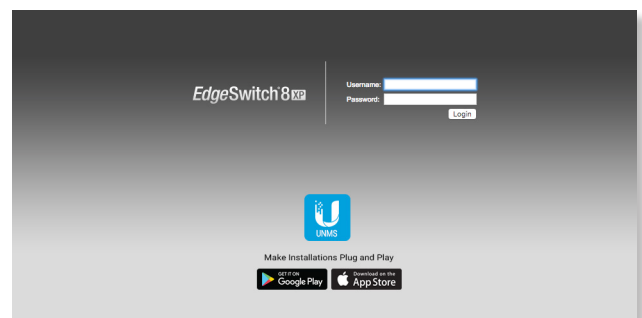 EdgeSwitch 8 XP
Username:
Password:
Login
U
UNMS
Make Installations Plug and Play
GET IT ON
Google Play
Download on the
App Store